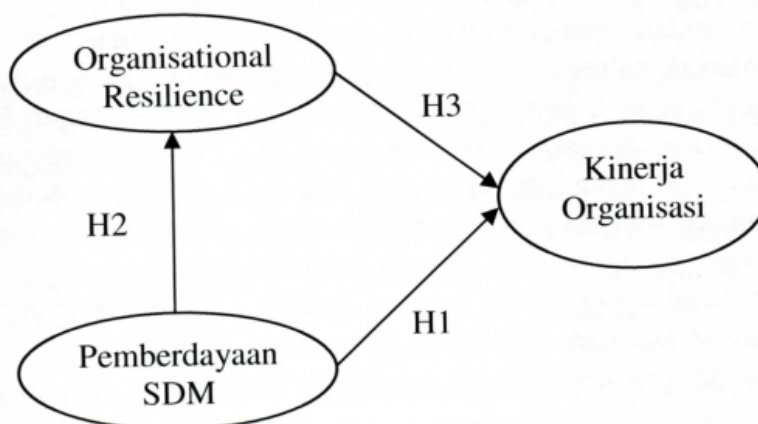 Organisational
Resilience
H3
Kinerja
Organisasi
H2
H1
Pemberdayaan
SDM